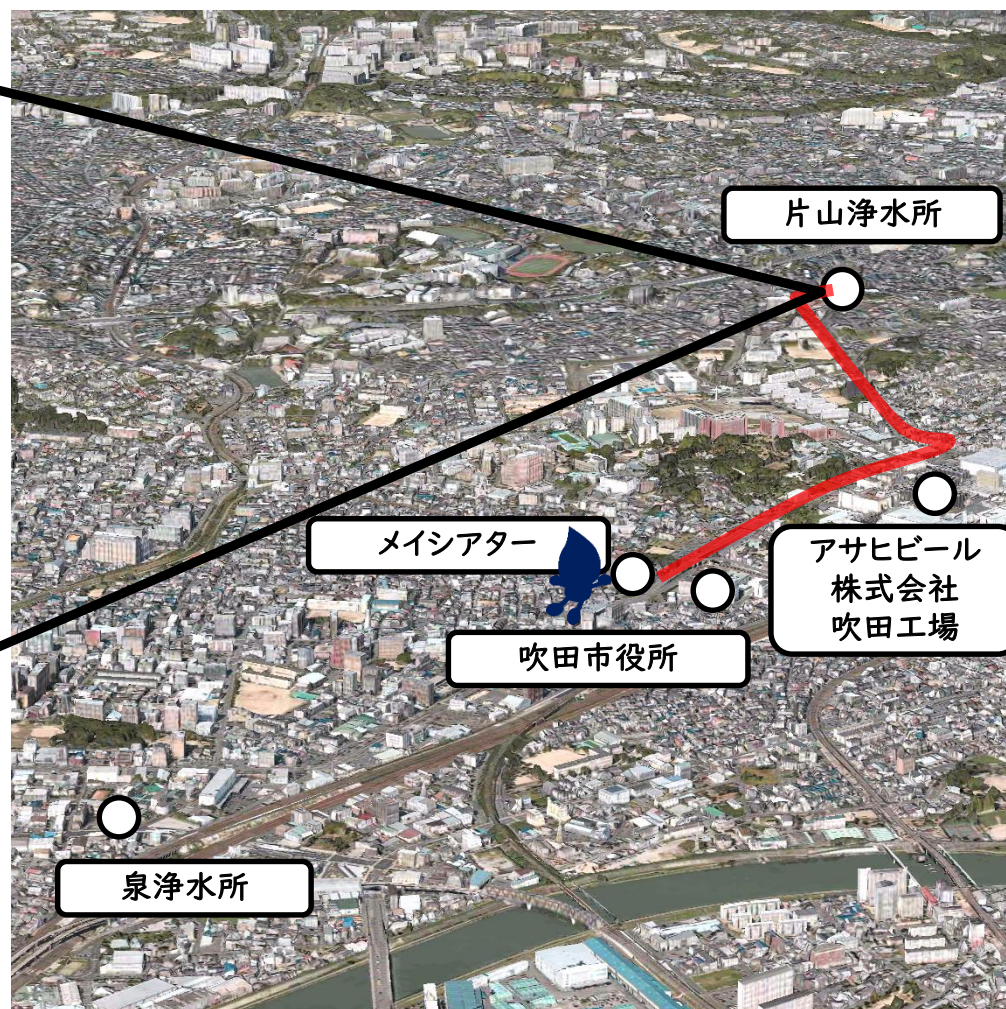 片山浄水所
メイシアター
アサヒビール
株式会社
吹田工場
吹田市役所
泉浄水所